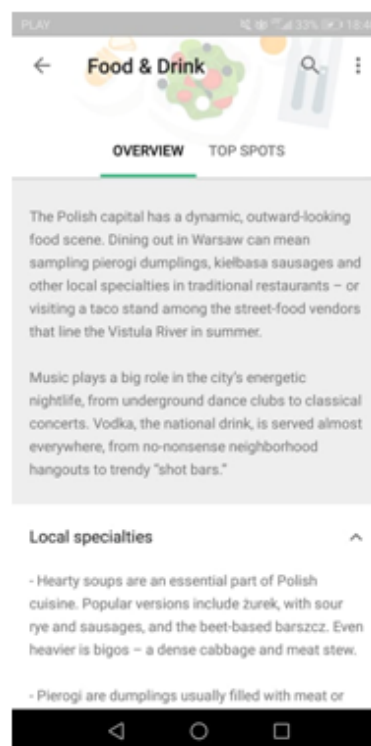 PLAY 33% 18:4
Food & Drink
OVERVIEW TOP SPOTS
The Polish capital has a dynamic, outward-looking
food scene. Dining out in Warsaw can mean
sampling pierogi dumplings, kiełbasa sausages and
other local specialties in traditional restaurants – or
visiting a taco stand among the street-food vendors
that line the Vistula River in summer.
Music plays a big role in the city's energetic
nightlife, from underground dance clubs to classical
concerts. Vodka, the national drink, is served almost
everywhere, from no-nonsense neighborhood
hangouts to trendy “shot bars.”
Local specialties
- Hearty soups are an essential part of Polish
cuisine. Popular versions include żurek, with sour
rye and sausages, and the beet-based barszcz. Even
heavier is bigos – a dense cabbage and meat stew.
- Pierogi are dumplings usually filled with meat or